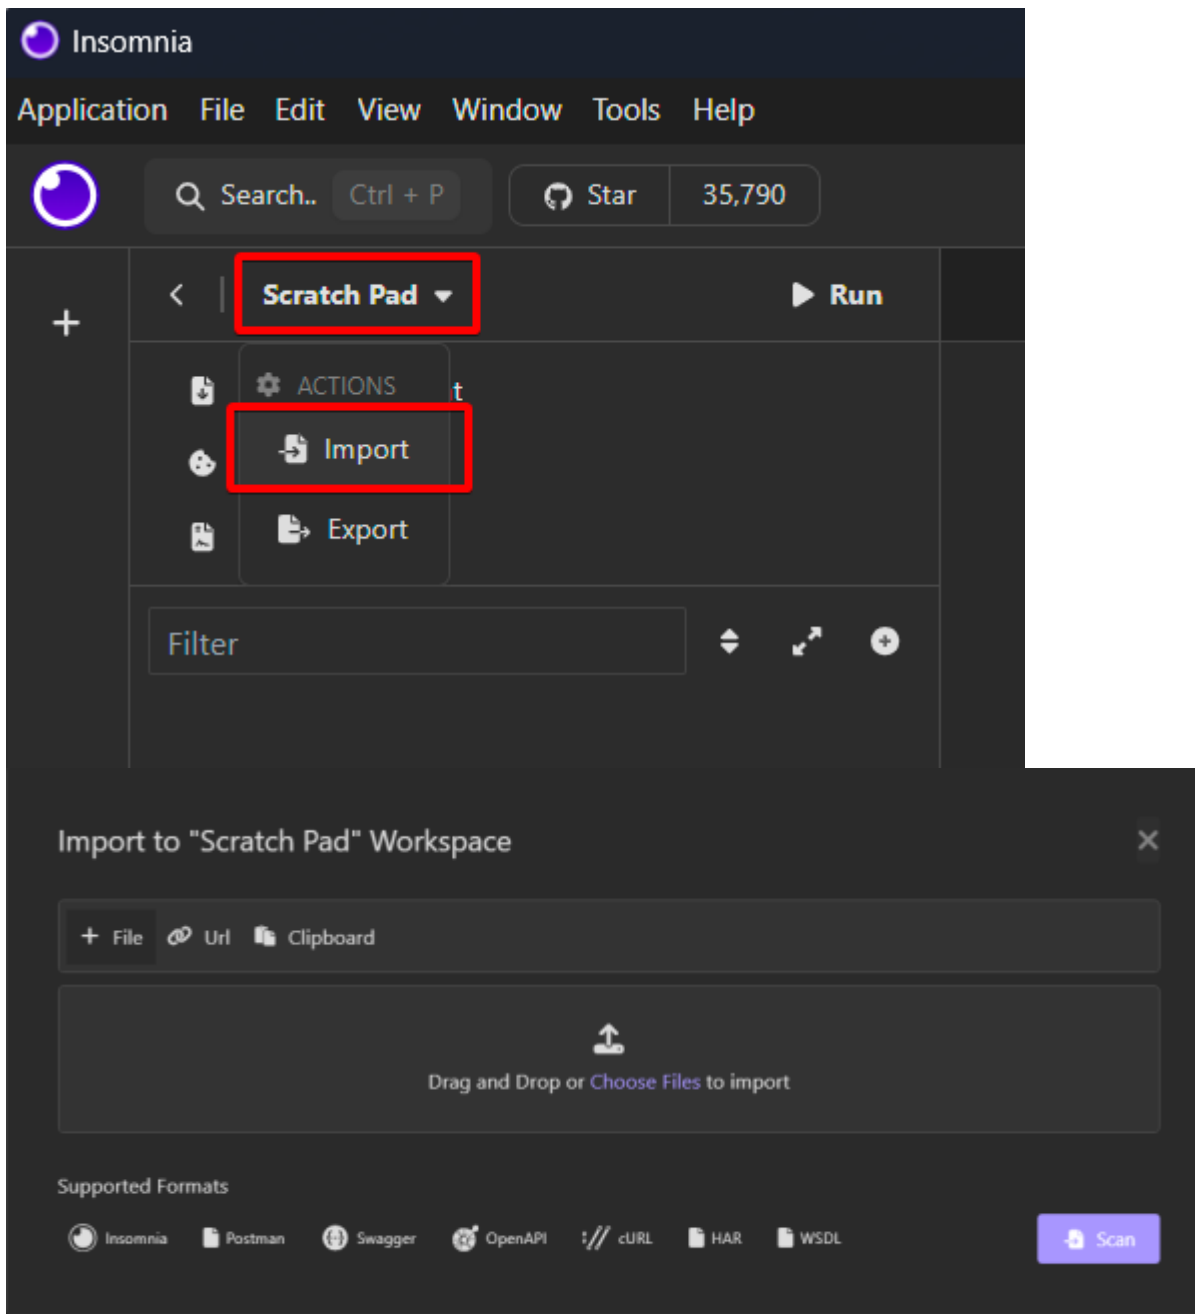 Insomnia
Application File Edit View Window Tools Help
Search.. Ctrl + P Star 35,790
Scratch Pad Run
ACTIONS t
Import
Export
Filter
Import to "Scratch Pad" Workspace
File Url Clipboard
Drag and Drop or Choose Files to import
Supported Formats
Insomnia Postman Swagger OpenAPI cURL HAR WSDL Scan